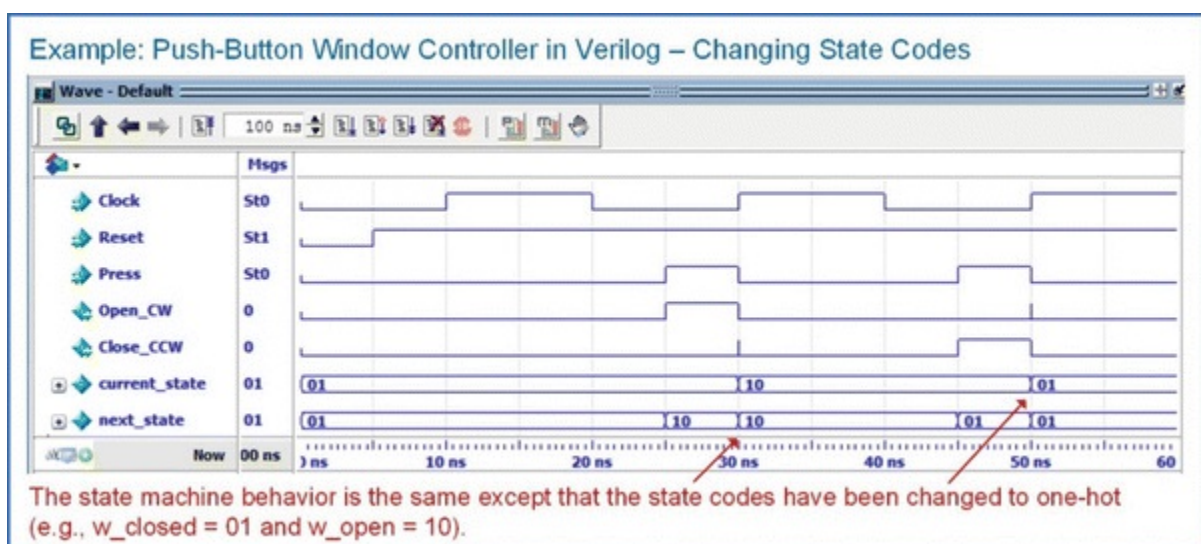 Example: Push-Button Window Controller in Verilog – Changing State Codes
Wave - Default
100 ns
Msgs
Clock St0
Reset St1
Press St0
Open_CW 0
Close_CCW 0
current_state 01 01 10 01
next_state 01 01 10 10 01 01
Now 00 ns ns 10 ns 20 ns 30 ns 40 ns 50 ns 60
The state machine behavior is the same except that the state codes have been changed to one-hot
(e.g., w_closed = 01 and w_open = 10).